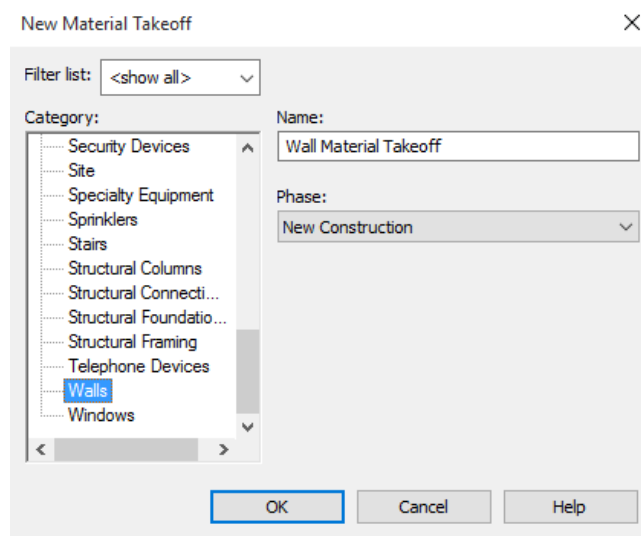 New Material Takeoff
Filter list: <show all>
Category:
Security Devices
Site
Specialty Equipment
Sprinklers
Stairs
Structural Columns
Structural Connecti...
Structural Foundatio...
Structural Framing
Telephone Devices
Walls
Windows
Name:
Wall Material Takeoff
Phase:
New Construction
OK Cancel Help